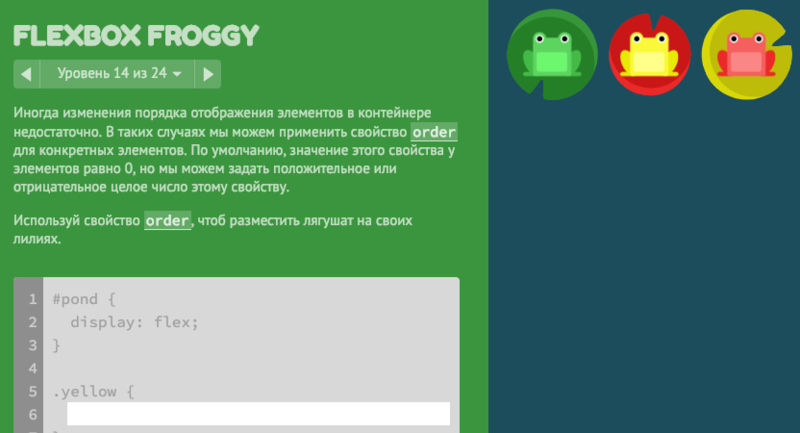 FLEXBOX FROGGY
Уровень 14 из 24
Иногда изменения порядка отображения элементов в контейнере
недостаточно. В таких случаях мы можем применить свойство order
для конкретных элементов. По умолчанию, значение этого свойства у
элементов равно 0, но мы можем задать положительное или
отрицательное целое число этому свойству.
Используй свойство order, чтоб разместить лягушат на своих
лилиях.
1 #pond {
2 display: flex;
3 }
4
5 .yellow {
6